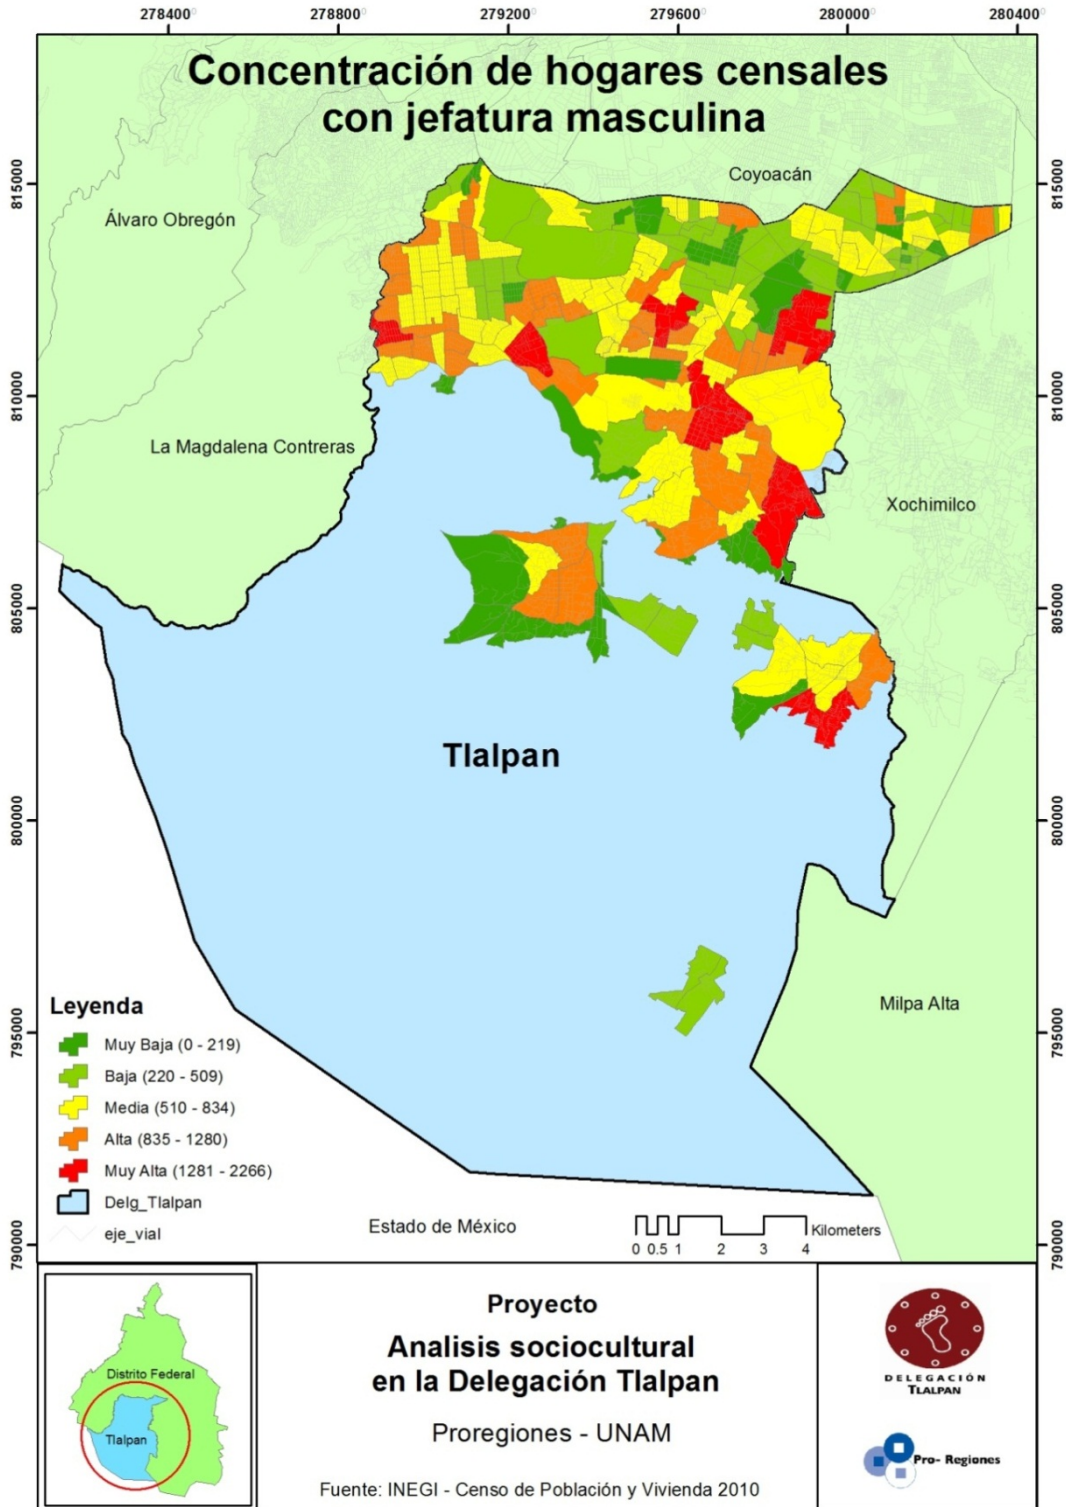 278400 278800 279200 279600 280000 280400
Concentración de hogares censales
con jefatura masculina
815000 815000
Coyoacán
Álvaro Obregón
810000 810000
La Magdalena Contreras
Xochimilco
805000 805000
Tlalpan
800000 800000
Leyenda
Milpa Alta
Muy Baja (0 - 219)
795000 795000
Baja (220 - 509)
Media (510 - 834)
Alta (835 - 1280)
Muy Alta (1281 - 2266)
Delg_Tlalpan
eje_vial
Estado de México
Kilometers
0 0.5 1 2 3 4
790000 790000
Distrito Federal
Tlalpan
Proyecto
Analisis sociocultural
en la Delegación Tlalpan
Proregiones - UNAM
Fuente: INEGI - Censo de Población y Vivienda 2010
DELEGACIÓN
TLALPAN
Pro- Regiones